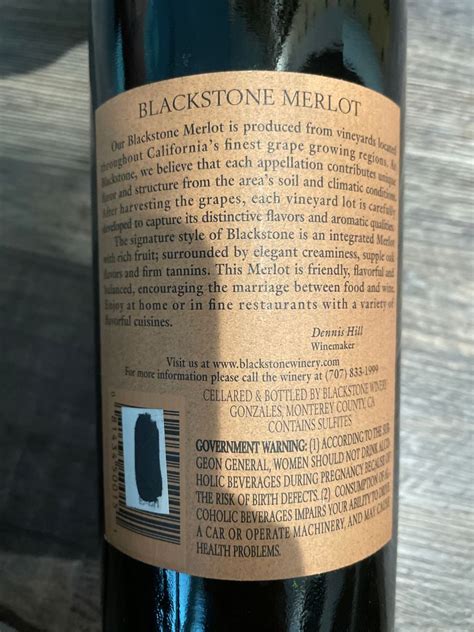 BLACKSTONE MERLOT
Our Blackstone Merlot is produced from vineyards located
throughout California's finest grape growing regions. At
Blackstone, we believe that each appellation contributes unique
flavor and structure from the area's soil and climatic conditions.
After harvesting the grapes, each vineyard lot is carefully
developed to capture its distinctive flavors and aromatic qualities.
The signature style of Blackstone is an integrated Merlot
with rich fruit; surrounded by elegant creaminess, supple oak
flavors and firm tannins. This Merlot is friendly, flavorful and
balanced, encouraging the marriage between food and wine.
Enjoy at home or in fine restaurants with a variety of
flavorful cuisines.
Dennis Hill
Winemaker
Visit us at www.blackstonewinery.com
For more information please call the winery at (707) 833-1999
CELLARED & BOTTLED BY BLACKSTONE WINERY
GONZALES, MONTEREY COUNTY, CA
CONTAINS SULFITES
GOVERNMENT WARNING: (1) ACCORDING TO THE SUR-
GEON GENERAL, WOMEN SHOULD NOT DRINK ALCO-
HOLIC BEVERAGES DURING PREGNANCY BECAUSE OF
THE RISK OF BIRTH DEFECTS. (2) CONSUMPTION OF AL-
COHOLIC BEVERAGES IMPAIRS YOUR ABILITY TO DRIVE
A CAR OR OPERATE MACHINERY, AND MAY CAUSE
HEALTH PROBLEMS.